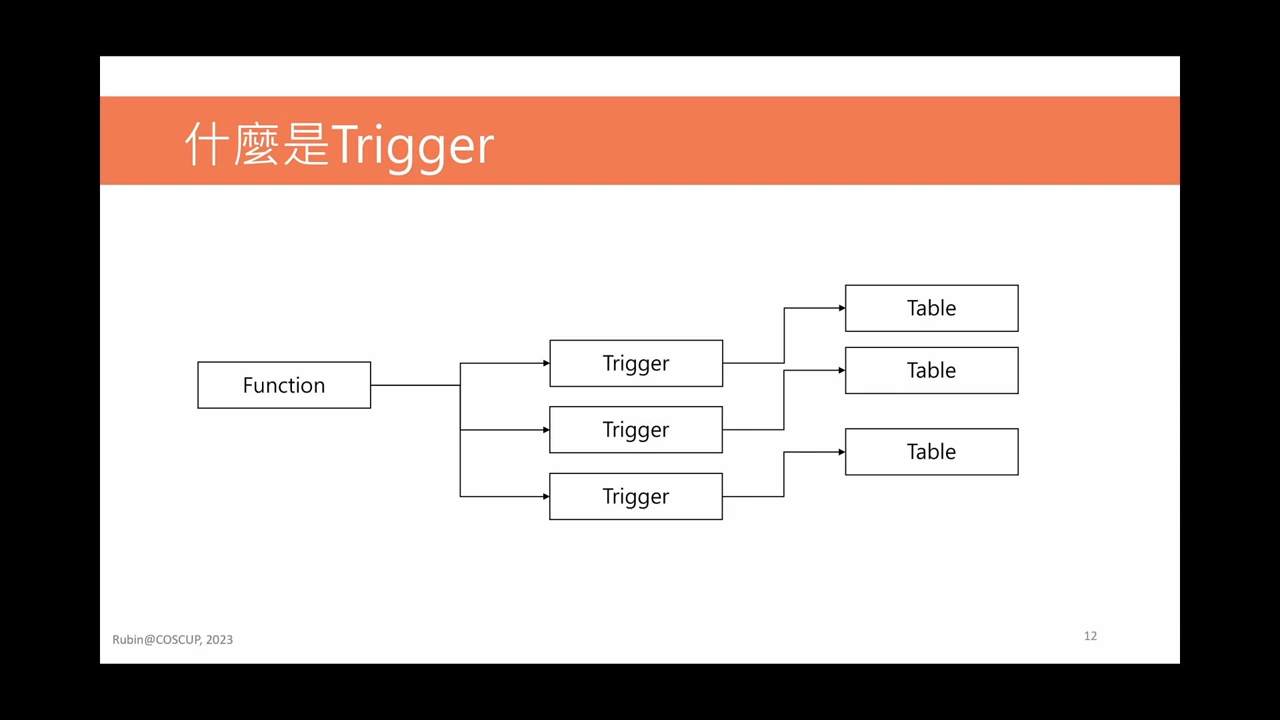 什麼是Trigger
Function
Trigger
Trigger
Trigger
Table
Table
Table
Rubin@COSCUP, 2023
12